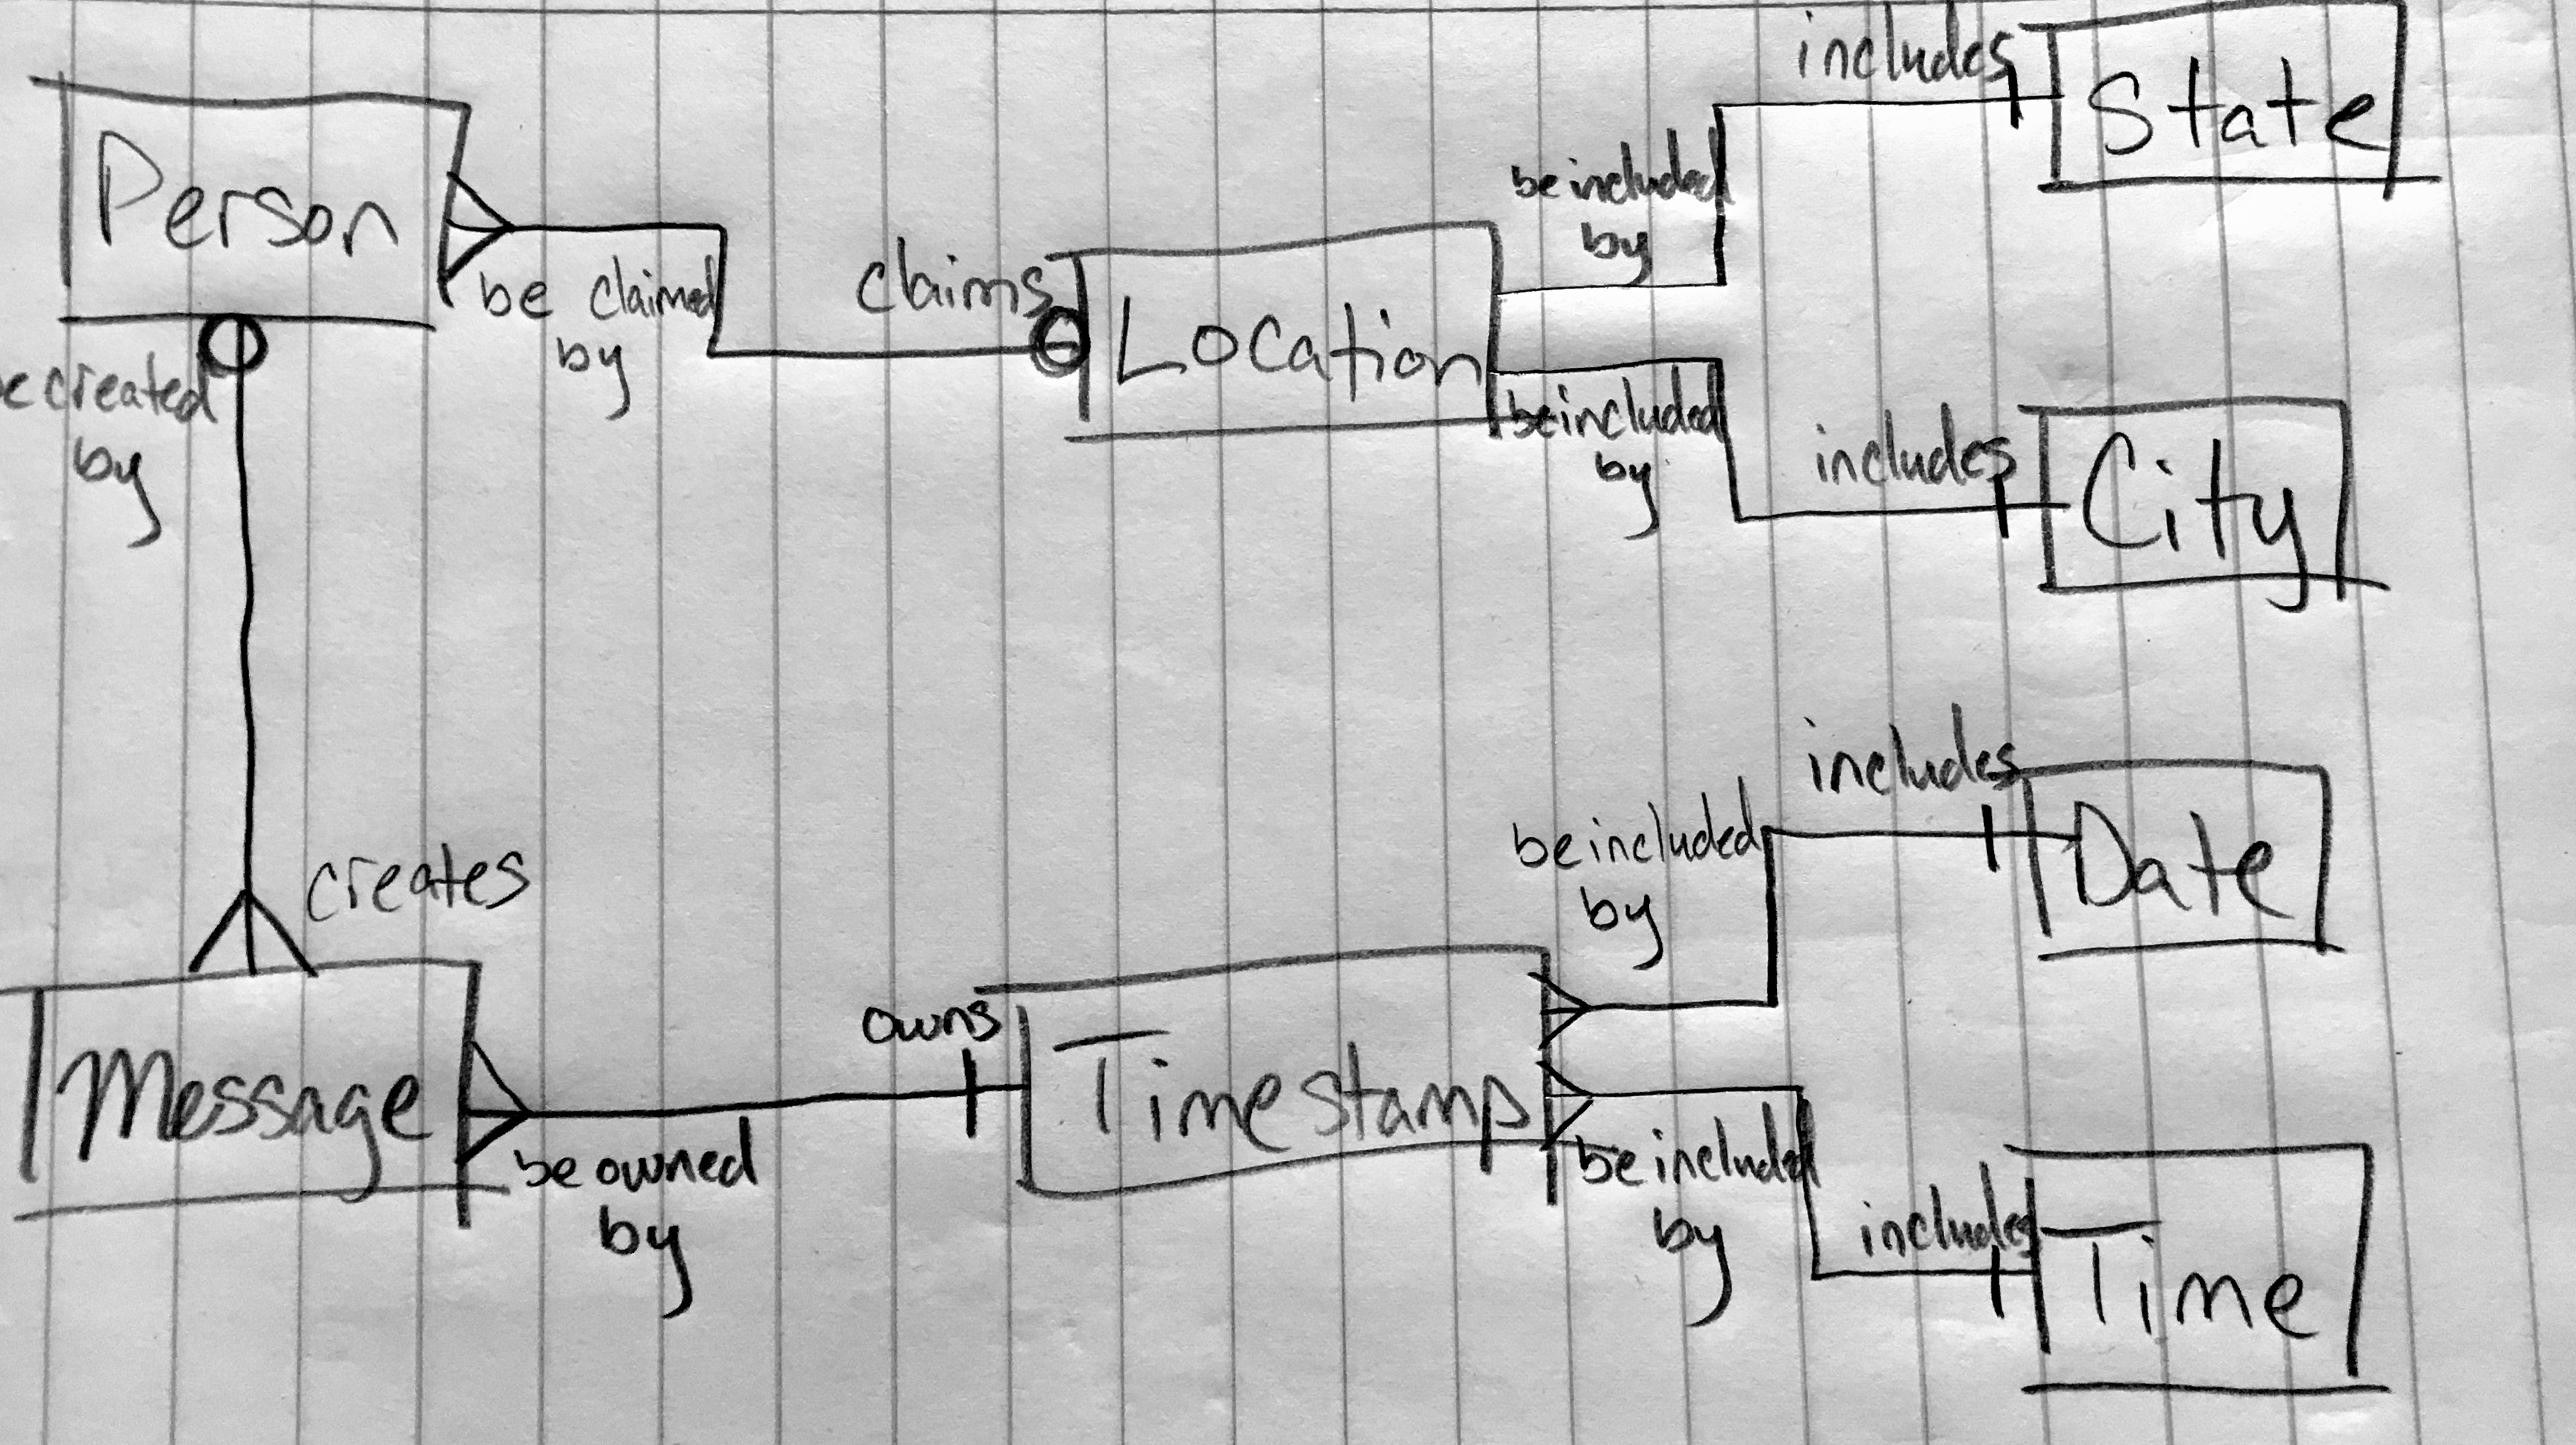 includes
State
Person
be included
by
be claimed
by
claims
Location
e created
by
be included
by
includes
City
includes
Date
be included
by
creates
Message
be owned
by
owns
Timestamp
be included
by
includes
Time